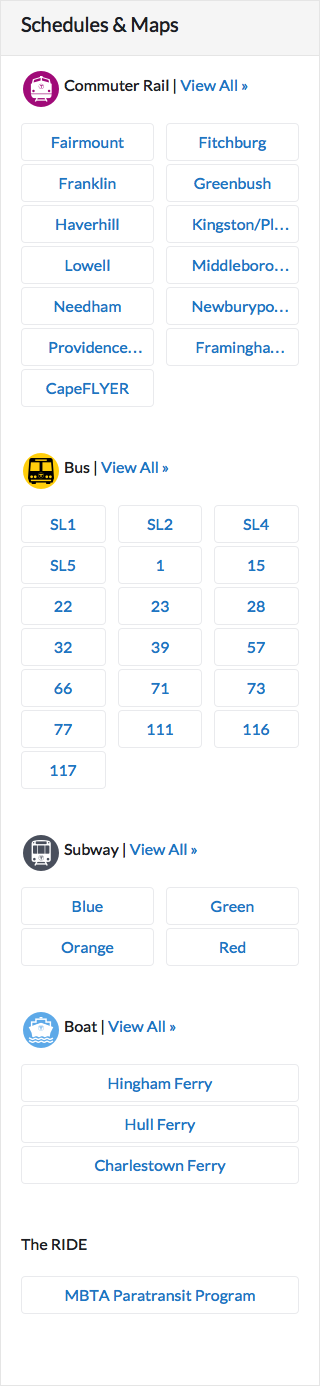 Schedules & Maps
Commuter Rail | View All »
Fairmount Fitchburg
Franklin Greenbush
Haverhill Kingston/Pl...
Lowell Middleboro...
Needham Newburypo...
Providence... Framingha...
CapeFLYER
Bus | View All »
SL1 SL2 SL4
SL5 1 15
22 23 28
32 39 57
66 71 73
77 111 116
117
Subway | View All »
Blue Green
Orange Red
Boat | View All »
Hingham Ferry
Hull Ferry
Charlestown Ferry
The RIDE
MBTA Paratransit Program